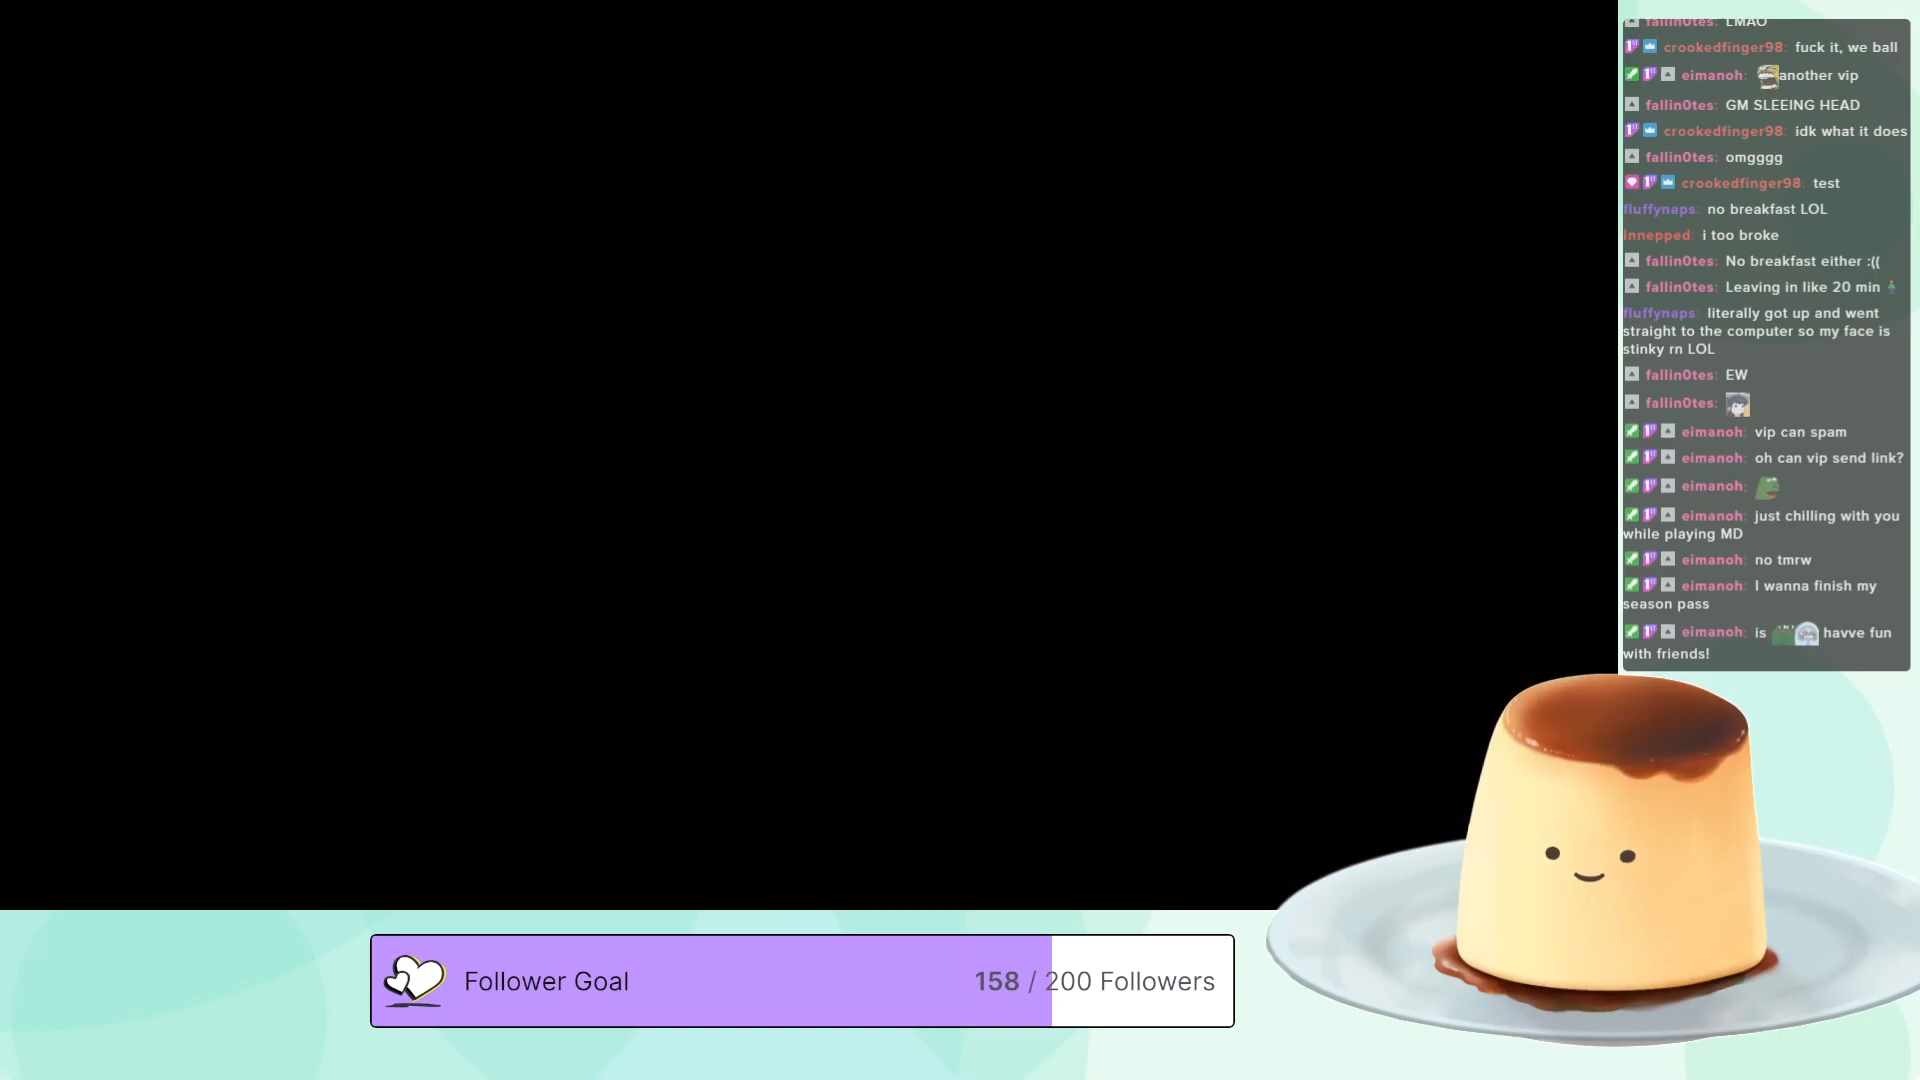 fallin0tes: LMAO
crookedfinger98: fuck it, we ball
eimanoh: another vip
fallin0tes: GM SLEEING HEAD
crookedfinger98: idk what it does
fallin0tes: omgggg
crookedfinger98: test
fluffynaps: no breakfast LOL
lnnepped: i too broke
fallin0tes: No breakfast either :((
fallin0tes: Leaving in like 20 min
fluffynaps: literally got up and went
straight to the computer so my face is
stinky rn LOL
fallin0tes: EW
fallin0tes:
eimanoh: vip can spam
eimanoh: oh can vip send link?
eimanoh:
eimanoh: just chilling with you
while playing MD
eimanoh: no tmrw
eimanoh: I wanna finish my
season pass
eimanoh: is havve fun
with friends!
Follower Goal 158 / 200 Followers